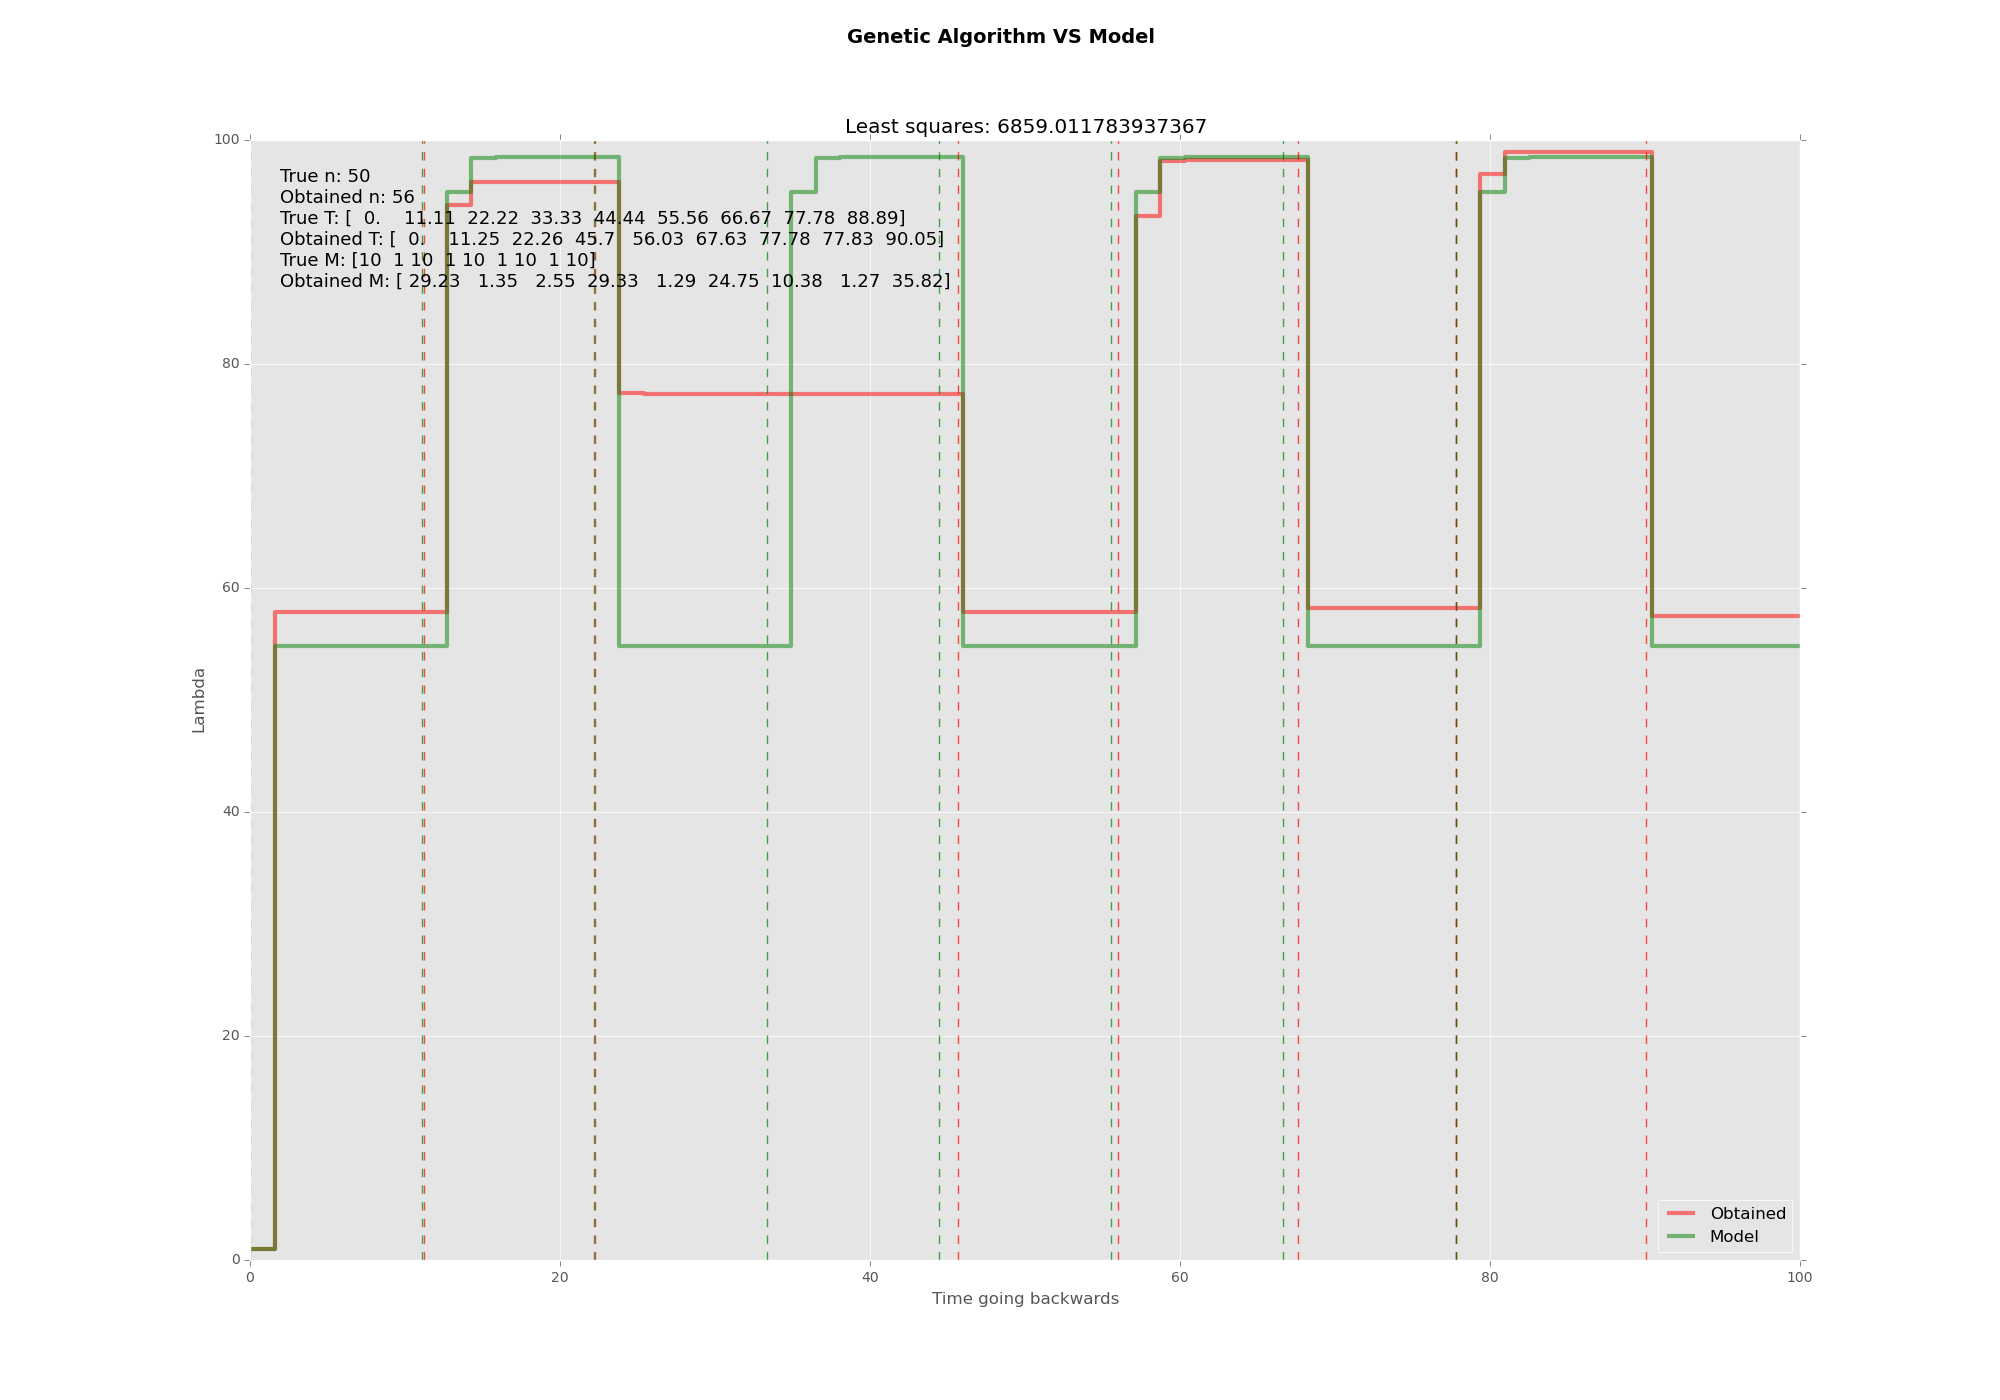 Genetic Algorithm VS Model
Least squares: 6859.011783937367
100
80
60
40
20
0
True n: 50
Obtained n: 56
True T: [  0.    11.11  22.22  33.33  44.44  55.56  66.67  77.78  88.89]
Obtained T: [  0.    11.25  22.26  45.7   56.03  67.63  77.78  77.83  90.05]
True M: [10  1 10  1 10  1 10  1 10]
Obtained M: [ 29.23   1.35   2.55  29.33   1.29  24.75  10.38   1.27  35.82]
Lambda
Obtained
Model
0 20 40 60 80 100
Time going backwards